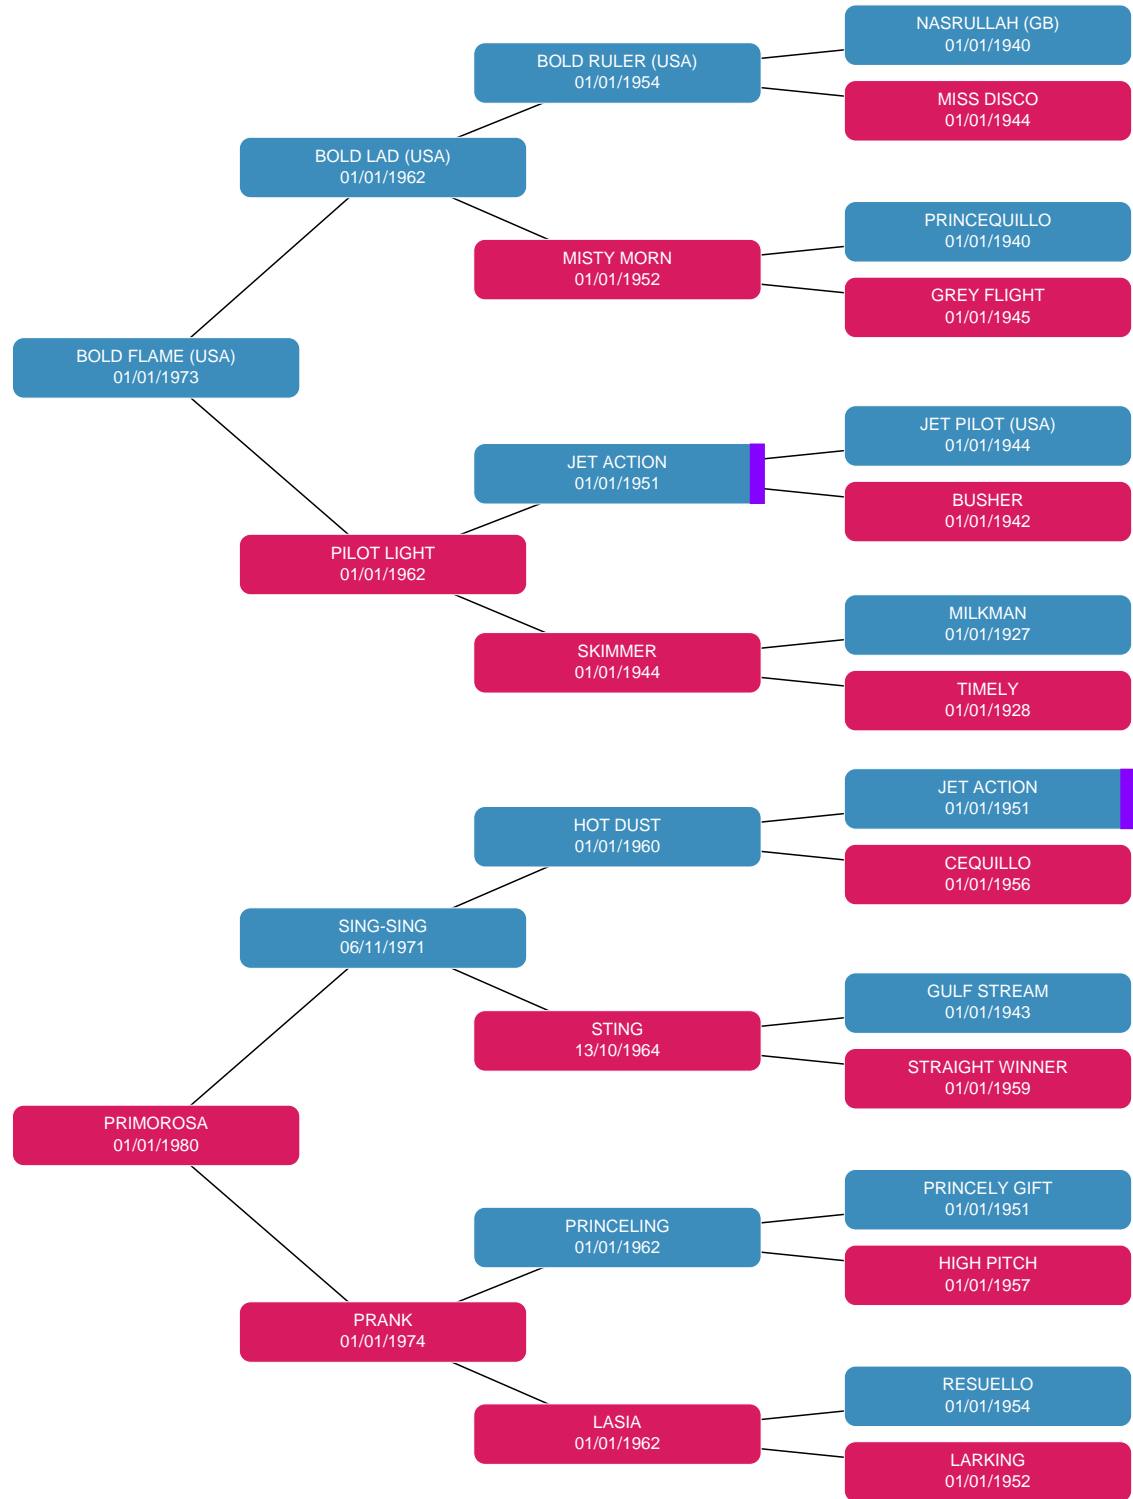 NASRULLAH (GB)
01/01/1940
BOLD RULER (USA)
01/01/1954
MISS DISCO
01/01/1944
BOLD LAD (USA)
01/01/1962
PRINCEQUILLO
01/01/1940
MISTY MORN
01/01/1952
GREY FLIGHT
01/01/1945
BOLD FLAME (USA)
01/01/1973
JET PILOT (USA)
01/01/1944
JET ACTION
01/01/1951
BUSHER
01/01/1942
PILOT LIGHT
01/01/1962
MILKMAN
01/01/1927
SKIMMER
01/01/1944
TIMELY
01/01/1928
JET ACTION
01/01/1951
HOT DUST
01/01/1960
CEQUILLO
01/01/1956
SING-SING
06/11/1971
GULF STREAM
01/01/1943
STING
13/10/1964
STRAIGHT WINNER
01/01/1959
PRIMOROSA
01/01/1980
PRINCELY GIFT
01/01/1951
PRINCELING
01/01/1962
HIGH PITCH
01/01/1957
PRANK
01/01/1974
RESUELLO
01/01/1954
LASIA
01/01/1962
LARKING
01/01/1952